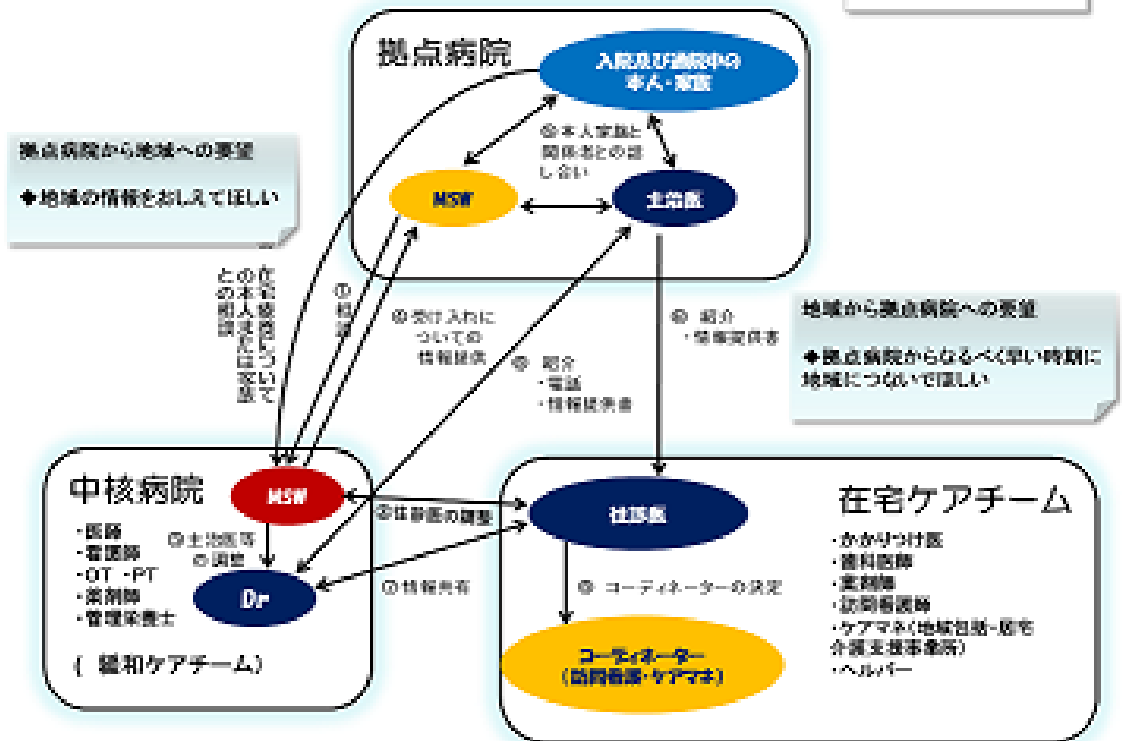 拠点病院
入院及び通院中の
本人・家族
本人家族と
関係者との話
し合い
MSW
主治医
拠点病院から地域への要望
◆地域の情報をおしえてほしい
在宅療養について
の本人または家族
との相談
①相談
④受け入れに
ついての
情報提供
紹介
・電話
・情報提供書
紹介
・情報提供書
地域から拠点病院への要望
◆拠点病院からなるべく早い時期に
地域につないでほしい
中核病院
・医師
・看護師
・OT・PT
・薬剤師
・管理栄養士
(緩和ケアチーム)
MSW
③主治医等
の調整
Dr
②往診医の調整
⑦情報共有
往診医
コーディネーターの決定
コーディネーター
(訪問看護・ケアマネ)
在宅ケアチーム
・かかりつけ医
・歯科医師
・薬剤師
・訪問看護師
・ケアマネ(地域包括・居宅
介護支援事業所)
・ヘルパー